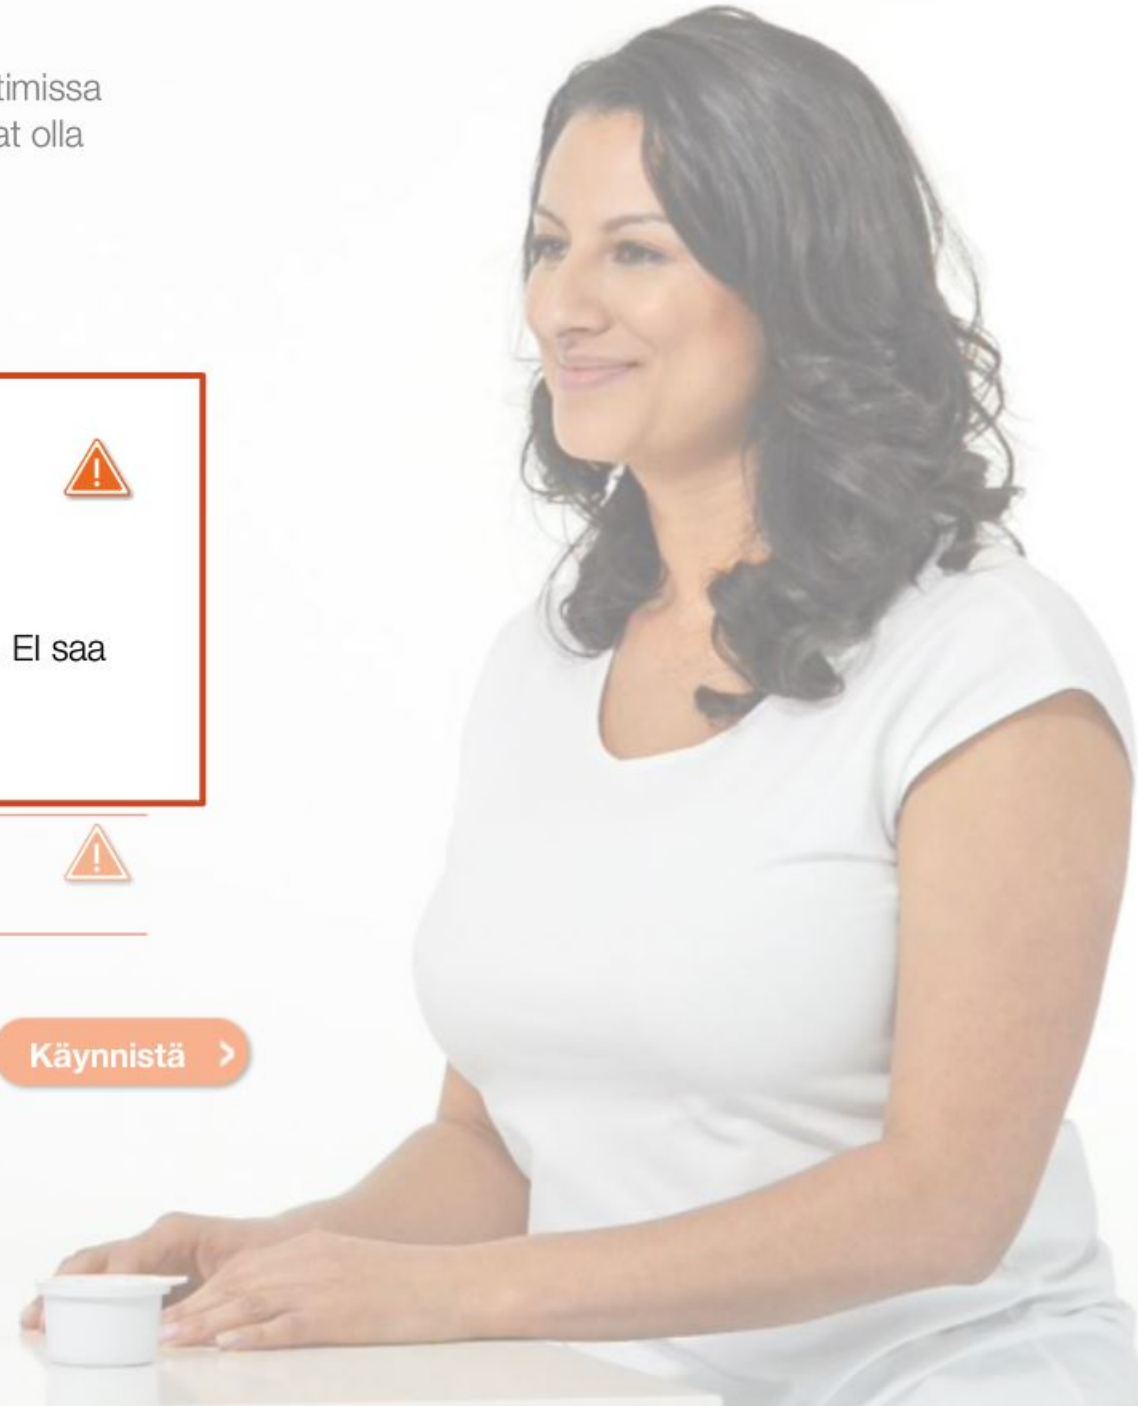 timissa
at olla
!
. EI saa
!
Käynnistä >